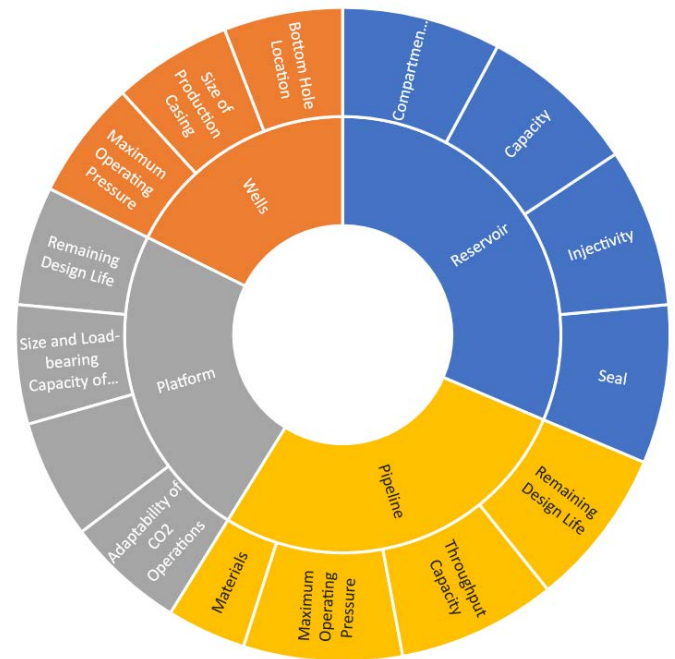 Compartmen...
Capacity
Injectivity
Seal
Reservoir
Remaining
Design Life
Throughput
Capacity
Maximum
Operating
Pressure
Materials
Pipeline
Adaptability of
CO2
Operations
Size and Load-
bearing
Capacity of...
Remaining
Design Life
Platform
Maximum
Operating
Pressure
Size of
Production
Casing
Bottom Hole
Location
Wells